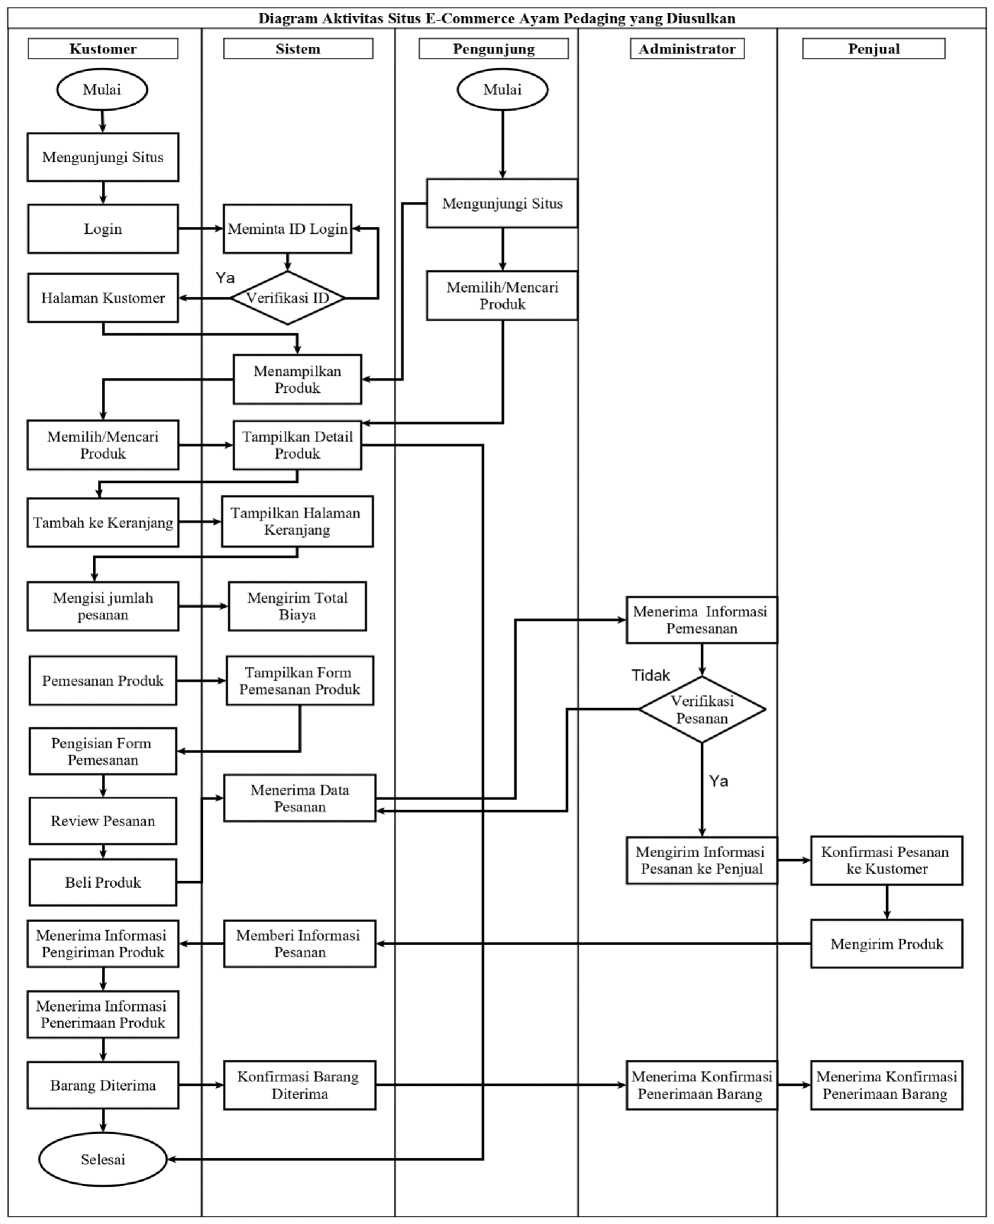 Diagram Aktivitas Situs E-Commerce Ayam Pedaging yang Diusulkan
Kustomer
Sistem
Pengunjung
Administrator
Penjual
Mulai
Mulai
Mengunjungi Situs
Mengunjungi Situs
Login
Meminta ID Login
Ya
Halaman Kustomer
Verifikasi ID
Memilih/Mencari
Produk
Menampilkan
Produk
Memilih/Mencari
Produk
Tampilkan Detail
Produk
Tambah ke Keranjang
Tampilkan Halaman
Keranjang
Mengisi jumlah
pesanan
Mengirim Total
Biaya
Menerima  Informasi
Pemesanan
Pemesanan Produk
Tampilkan Form
Pemesanan Produk
Tidak
Verifikasi
Pesanan
Pengisian Form
Pemesanan
Ya
Menerima Data
Pesanan
Review Pesanan
Mengirim Informasi
Pesanan ke Penjual
Konfirmasi Pesanan
ke Kustomer
Beli Produk
Menerima Informasi
Pengiriman Produk
Memberi Informasi
Pesanan
Mengirim Produk
Menerima Informasi
Penerimaan Produk
Barang Diterima
Konfirmasi Barang
Diterima
Menerima Konfirmasi
Penerimaan Barang
Menerima Konfirmasi
Penerimaan Barang
Selesai